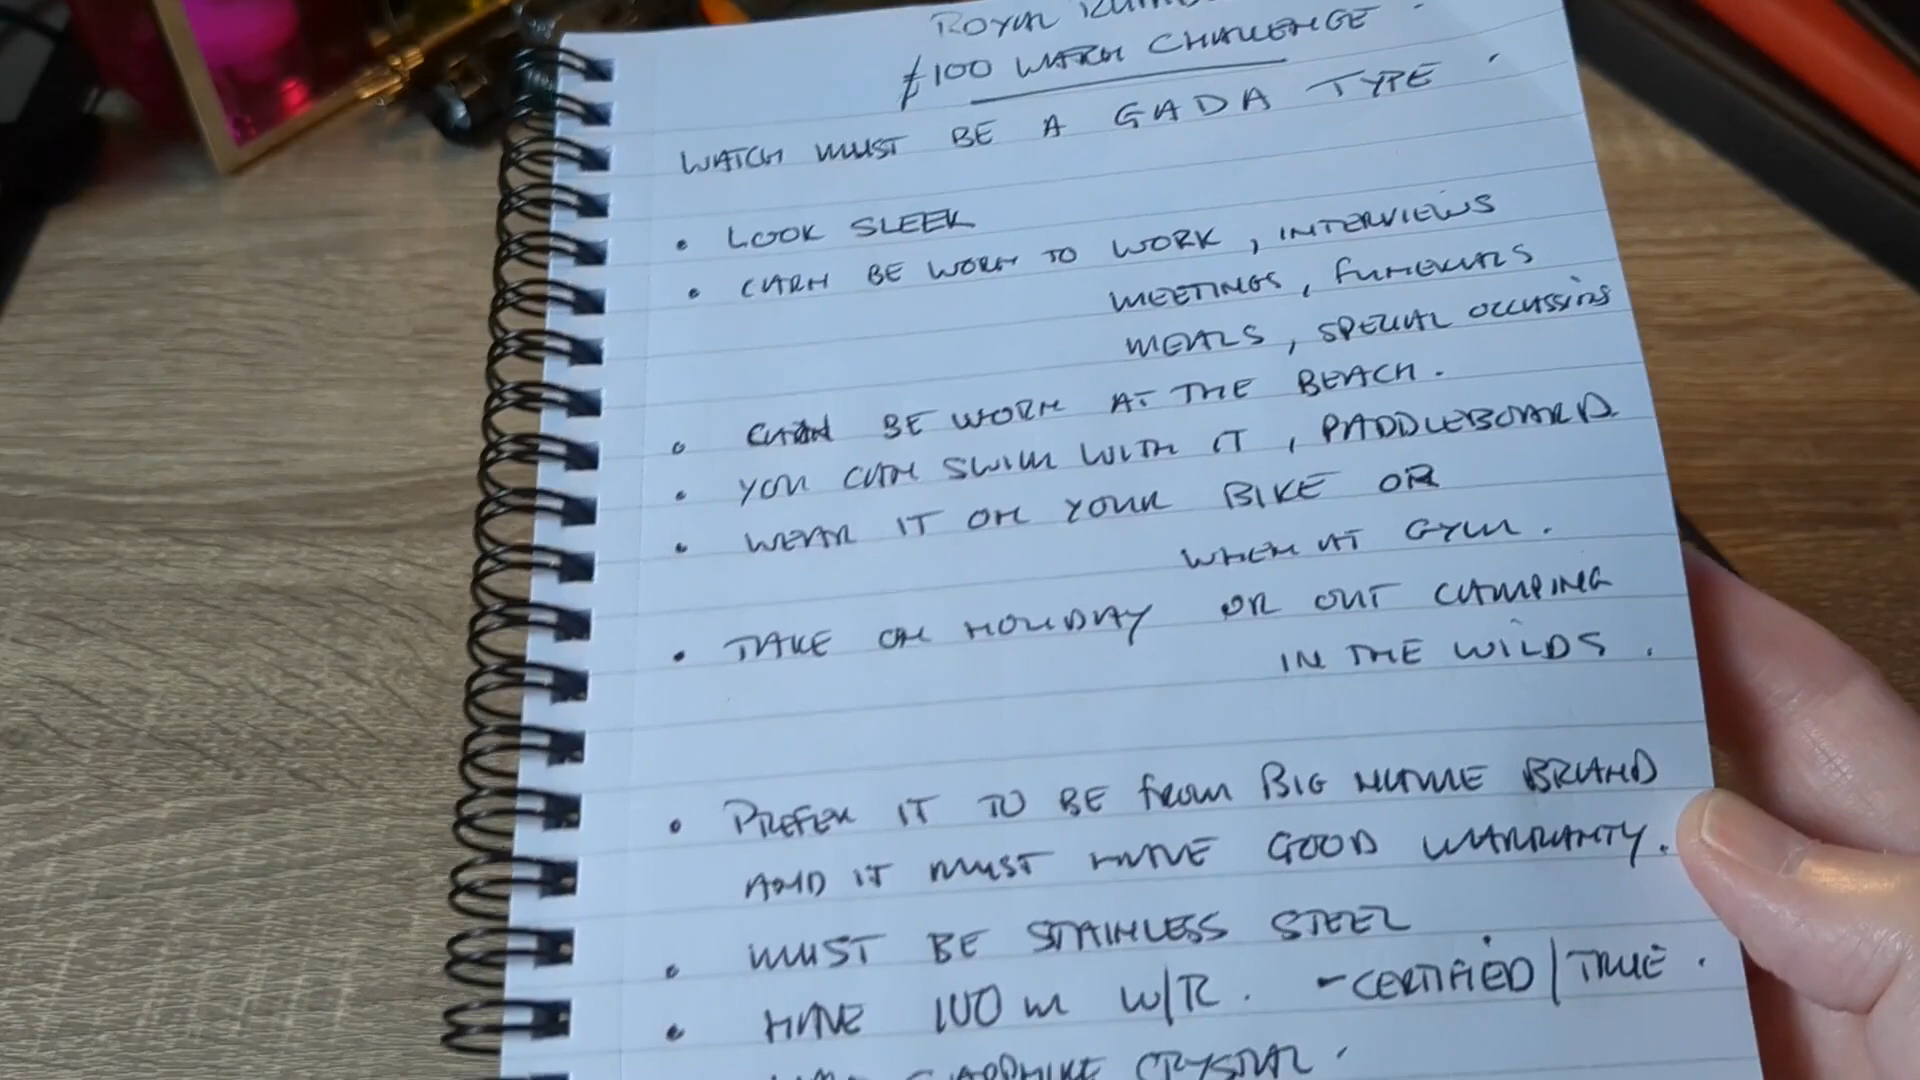 ROYAL
£100 WATCH CHALLENGE.
WATCH MUST BE A GADA TYPE.
• LOOK SLEEK
• CAN BE WORN TO WORK, INTERVIEWS
MEETINGS, FUNERALS
MEALS, SPECIAL OCCASSIONS
• CAN BE WORN AT THE BEACH.
• YOU CAN SWIM WITH IT, PADDLEBOARD.
• WEAR IT ON YOUR BIKE OR
WHEN AT GYM.
• TAKE ON HOLIDAY OR OUT CAMPING
IN THE WILDS.
• PREFER IT TO BE FROM BIG NAME BRAND
AND IT MUST HAVE GOOD WARRANTY.
• MUST BE STAINLESS STEEL
• HAVE 100m W/R. - CERTIFIED/TRUE.
SAPPHIRE CRYSTAL.